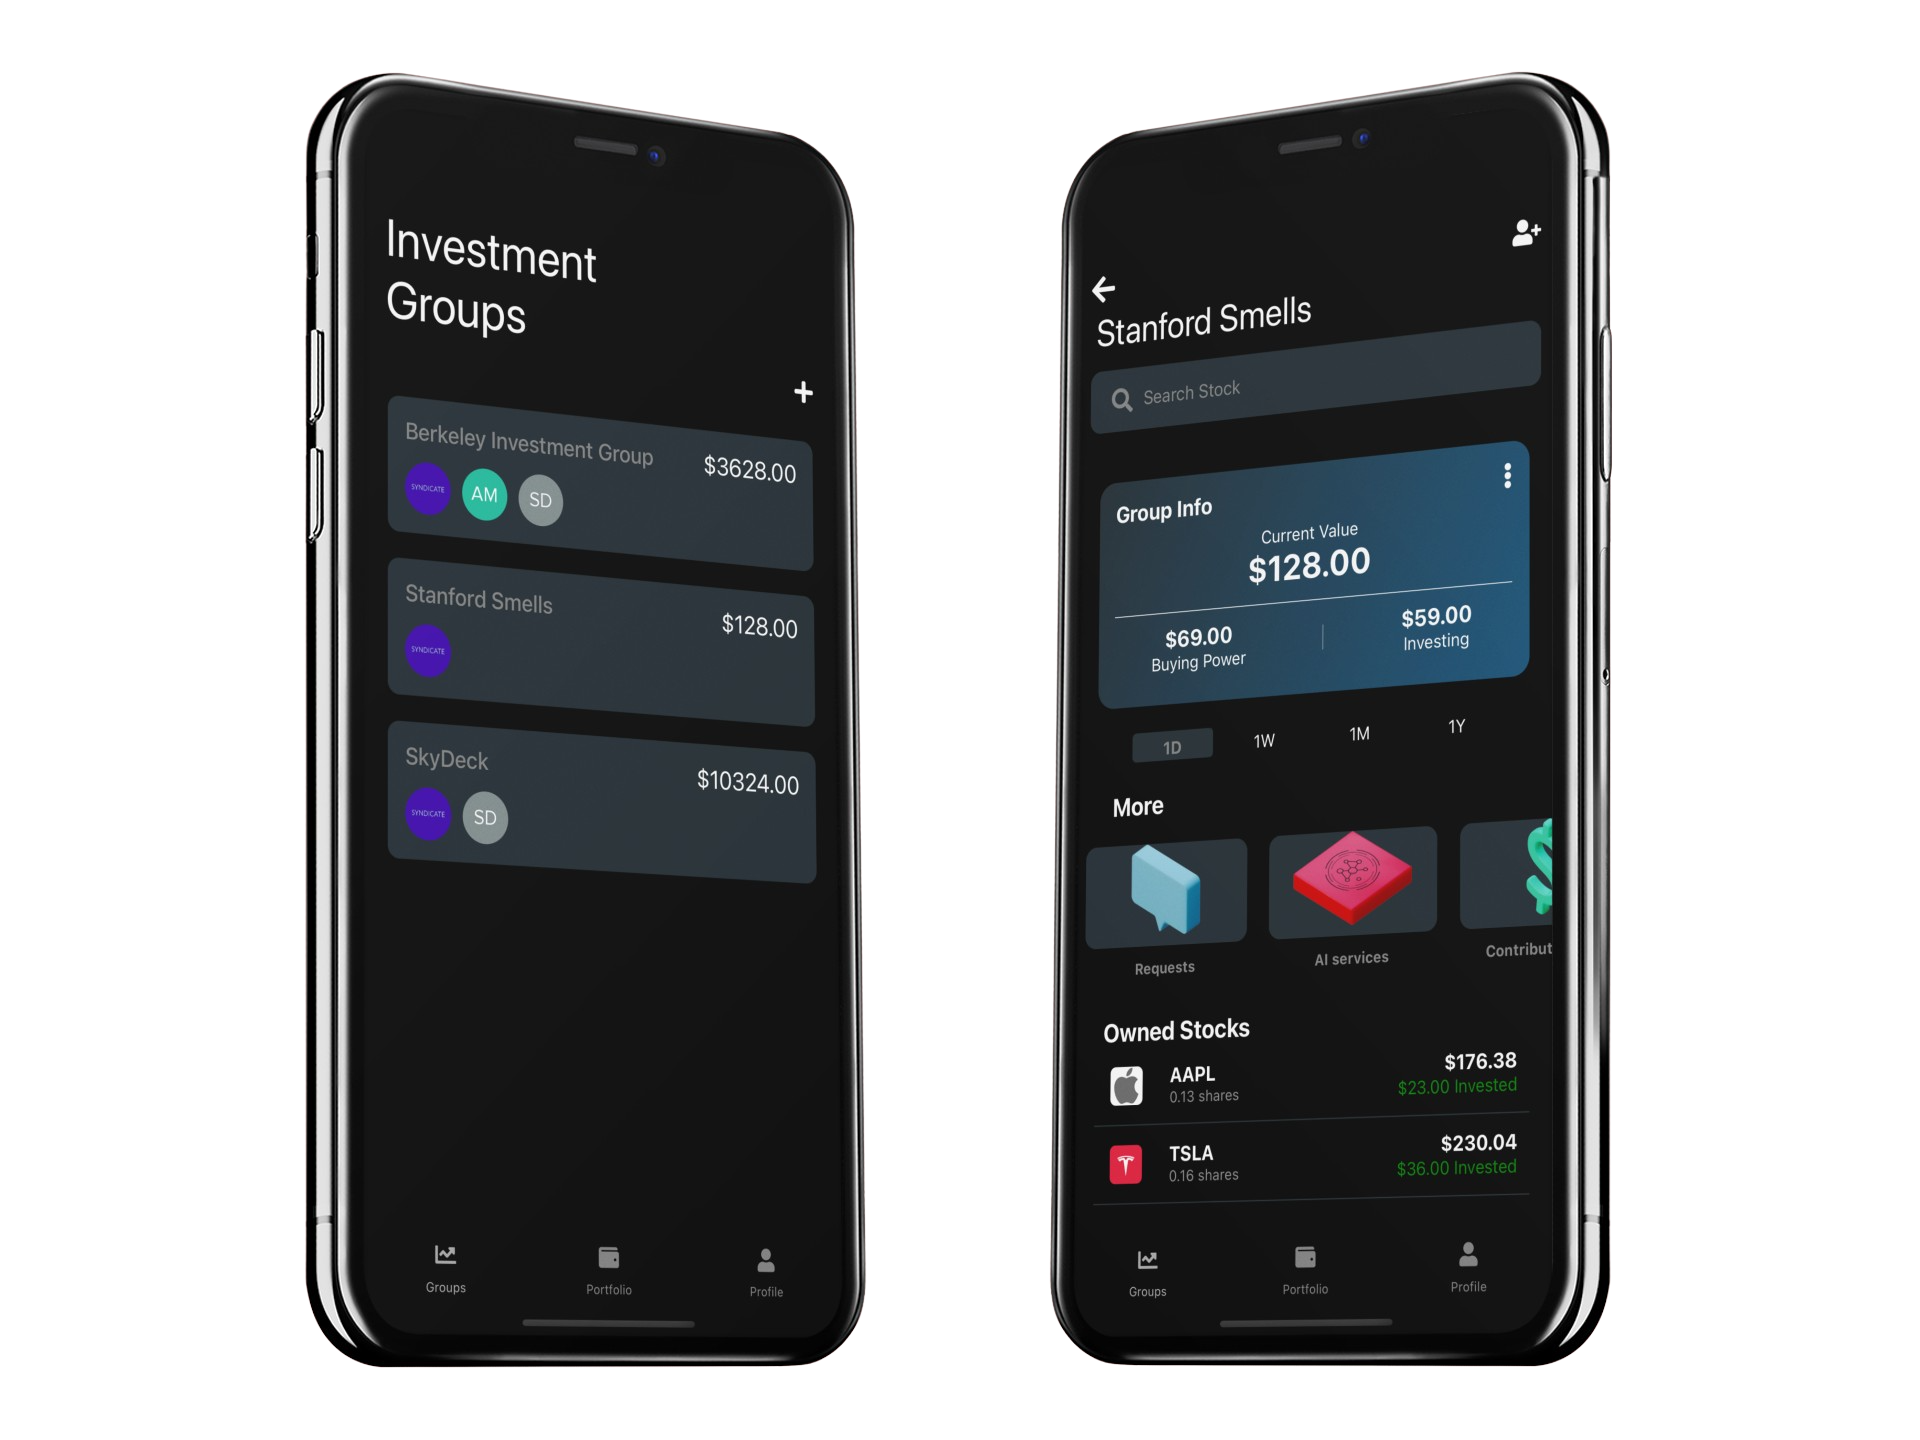 Investment
Groups
+
Berkeley Investment Group
$3628.00
SYNDICATE
AM
SD
Stanford Smells
$128.00
SYNDICATE
SkyDeck
$10324.00
SYNDICATE
SD
Groups
Portfolio
Profile
Stanford Smells
Search Stock
Group Info
Current Value
$128.00
$69.00
Buying Power
$59.00
Investing
1D
1W
1M
1Y
More
Requests
AI services
Contribut
Owned Stocks
AAPL
0.13 shares
$176.38
$23.00 Invested
TSLA
0.16 shares
$230.04
$36.00 Invested
Groups
Portfolio
Profile